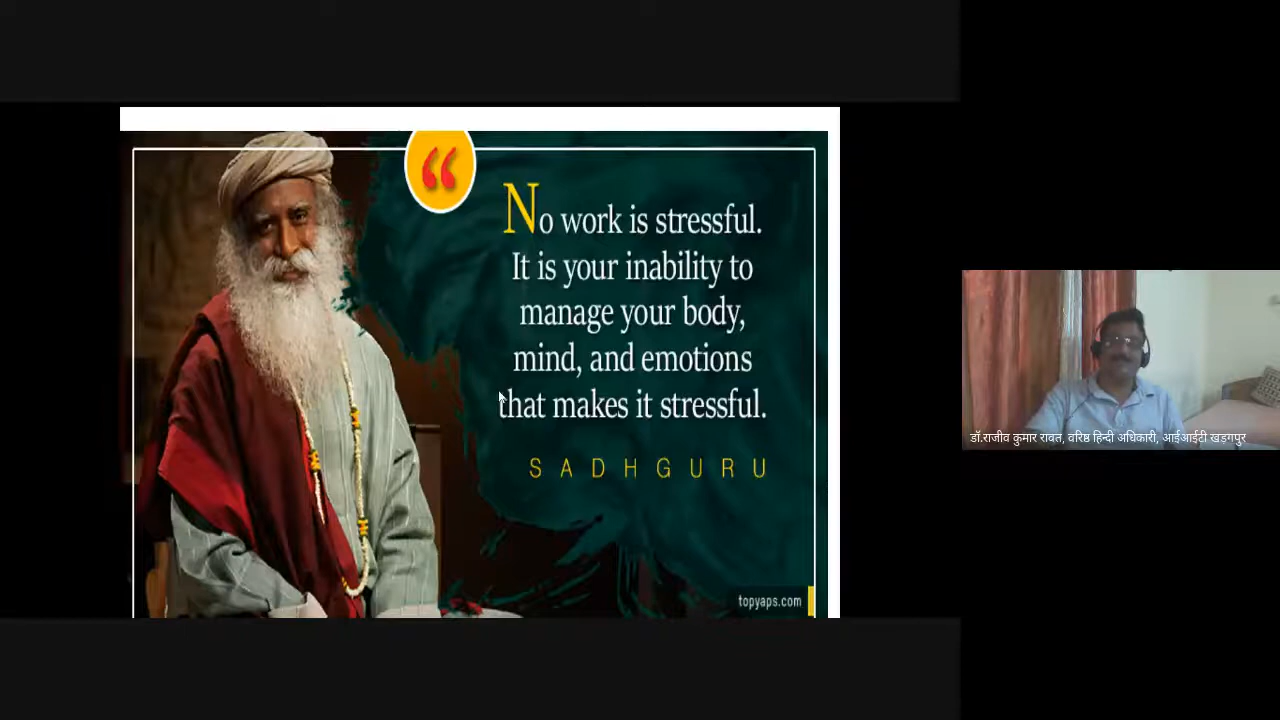 “
No work is stressful.
It is your inability to
manage your body,
mind, and emotions
that makes it stressful.
SADHGURU
topyaps.com
डॉ.राजीव कुमार रावत, वरिष्ठ हिन्दी अधिकारी, आईआईटी खड़गपुर